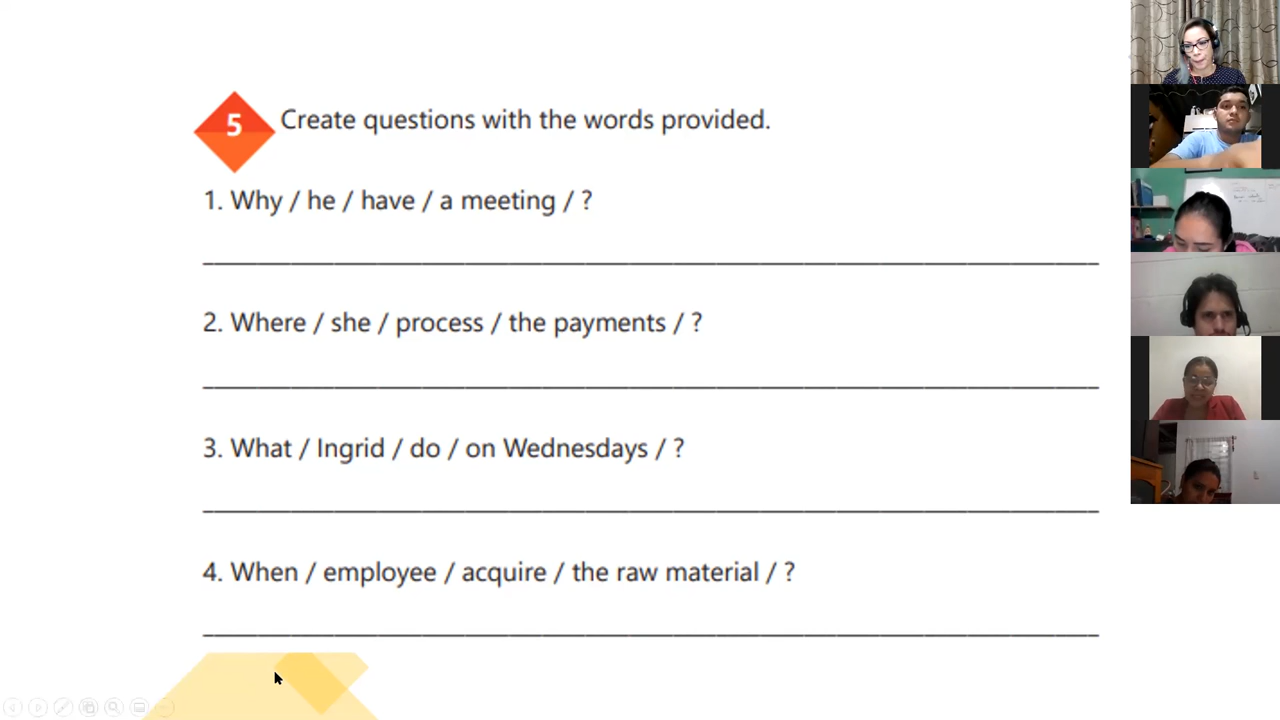 5 Create questions with the words provided.
1. Why / he / have / a meeting / ?
2. Where / she / process / the payments / ?
3. What / Ingrid / do / on Wednesdays / ?
4. When / employee / acquire / the raw material / ?